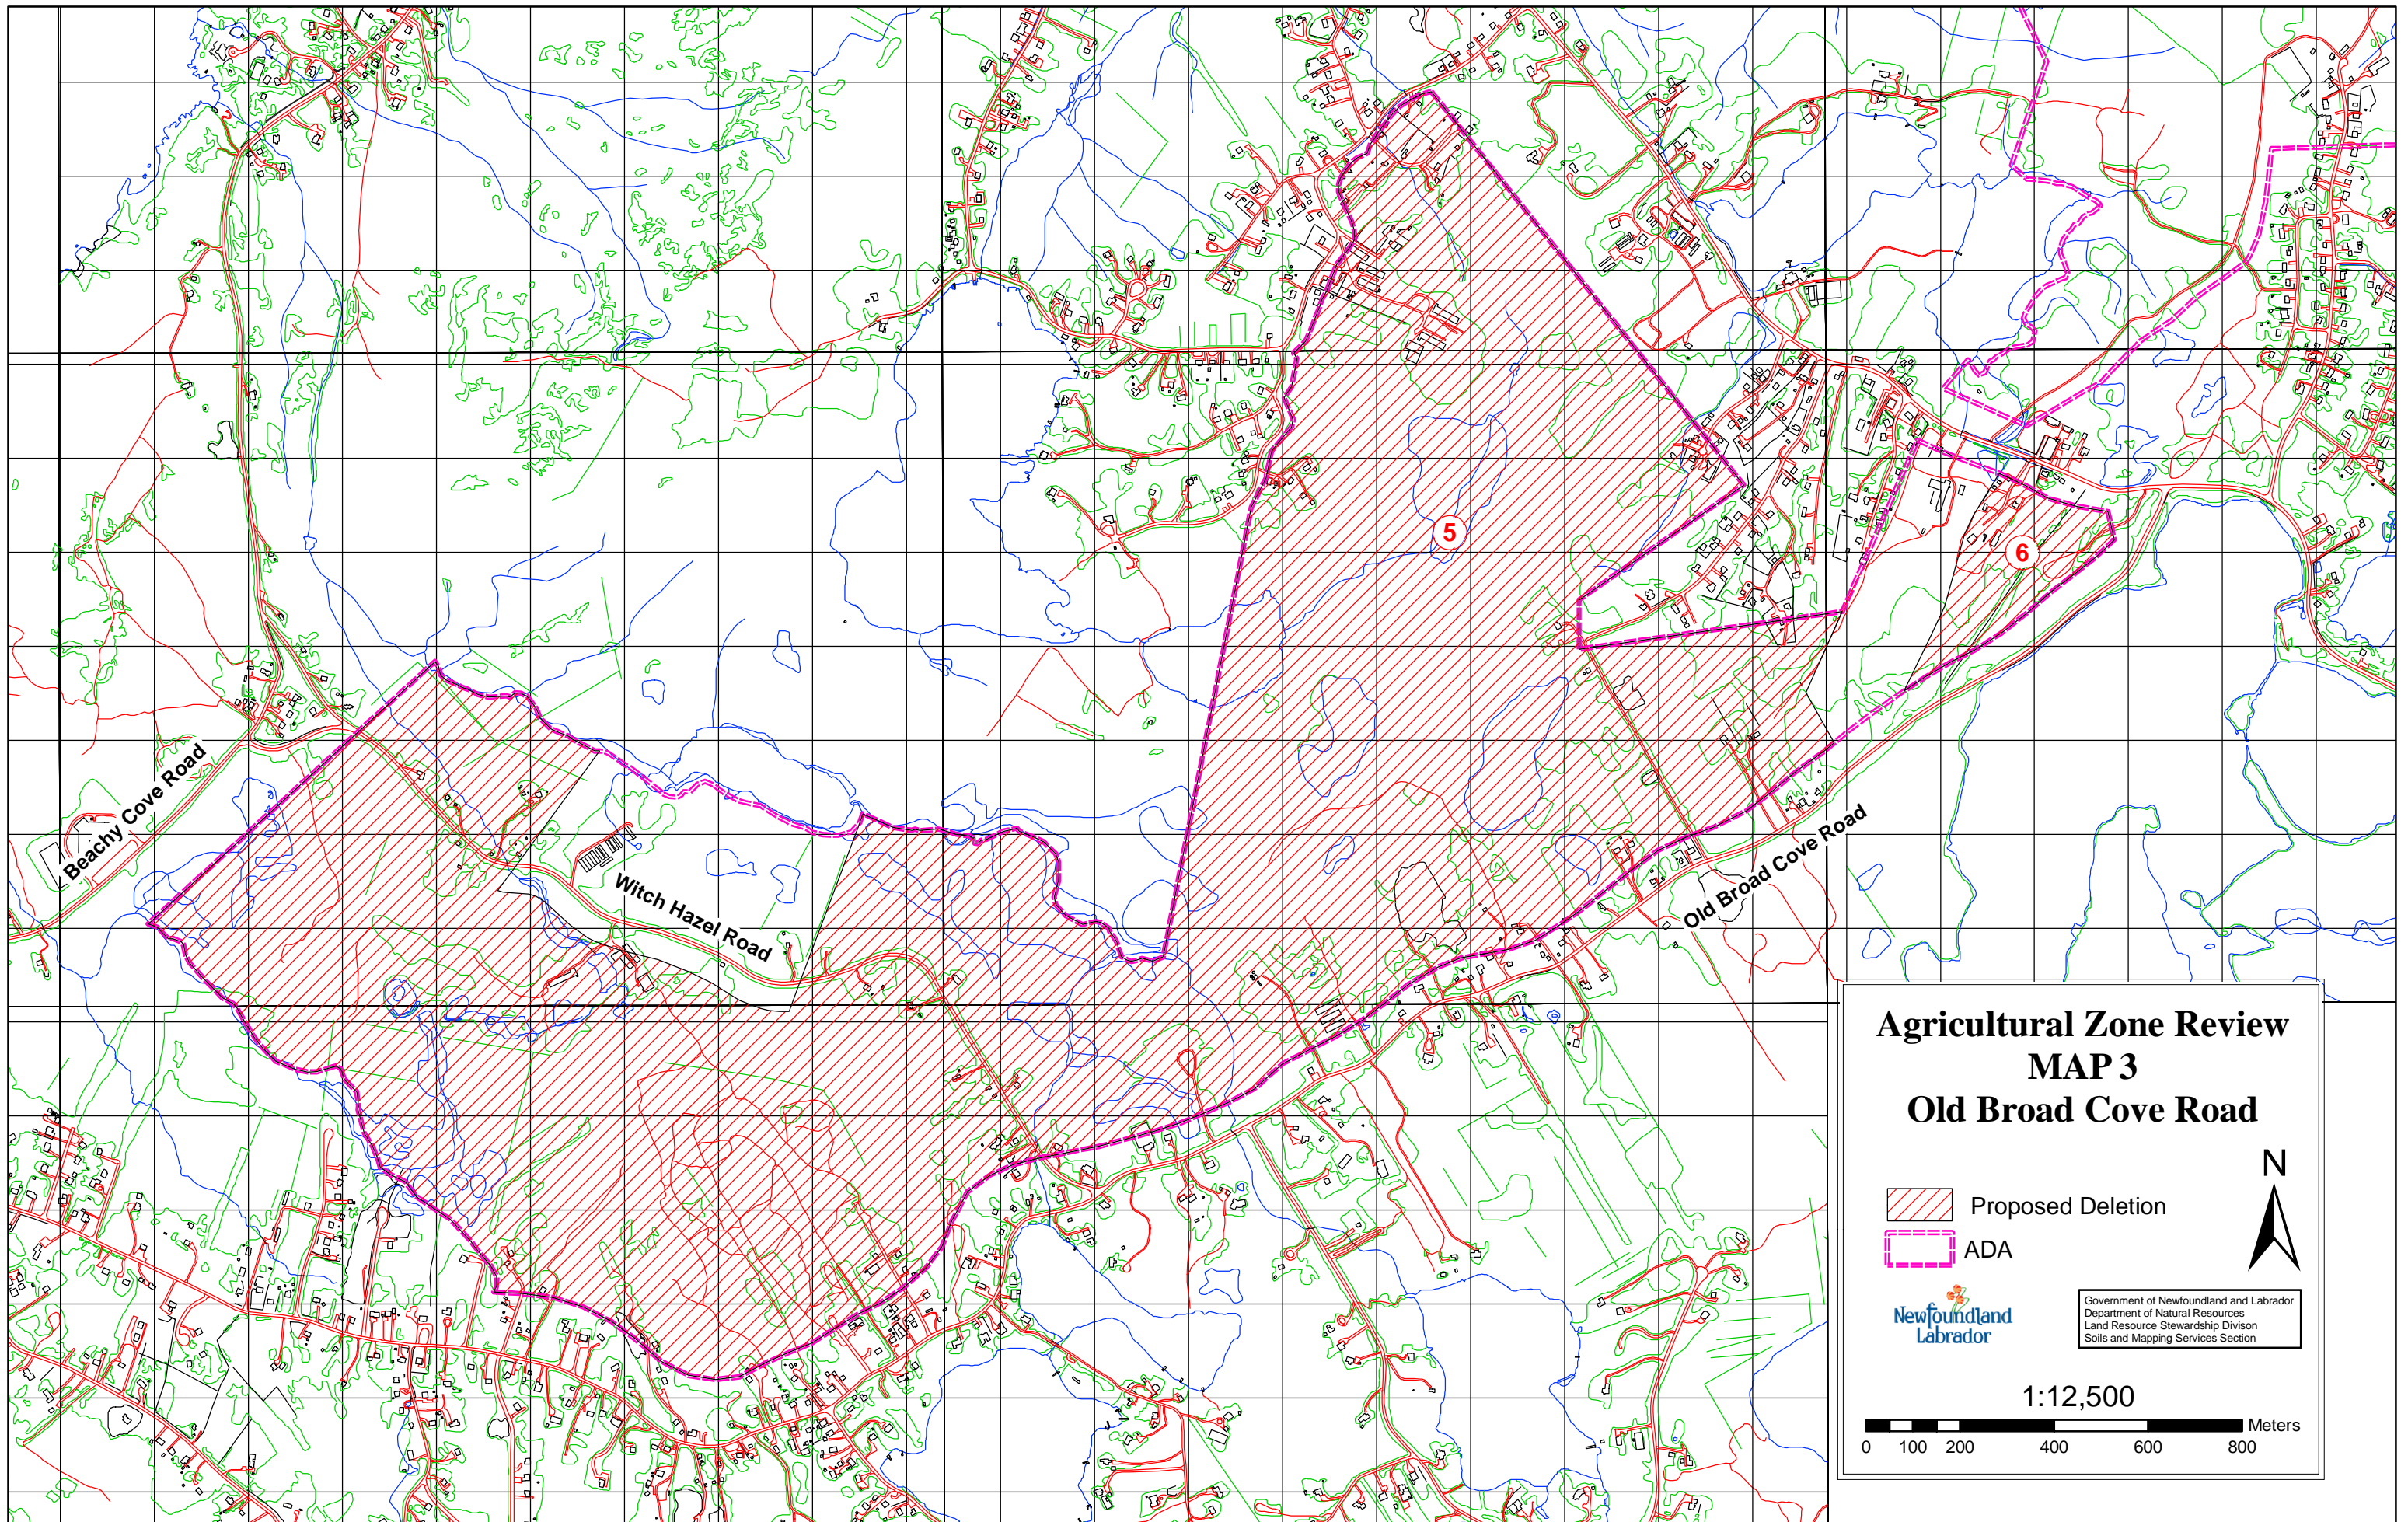 5
6
Beachy Cove Road
Witch Hazel Road
Old Broad Cove Road
Agricultural Zone Review
MAP 3
Old Broad Cove Road
N
Proposed Deletion
ADA
Newfoundland
Labrador
Government of Newfoundland and Labrador
Department of Natural Resources
Land Resource Stewardship Divison
Soils and Mapping Services Section
1:12,500
Meters
0 100 200 400 600 800